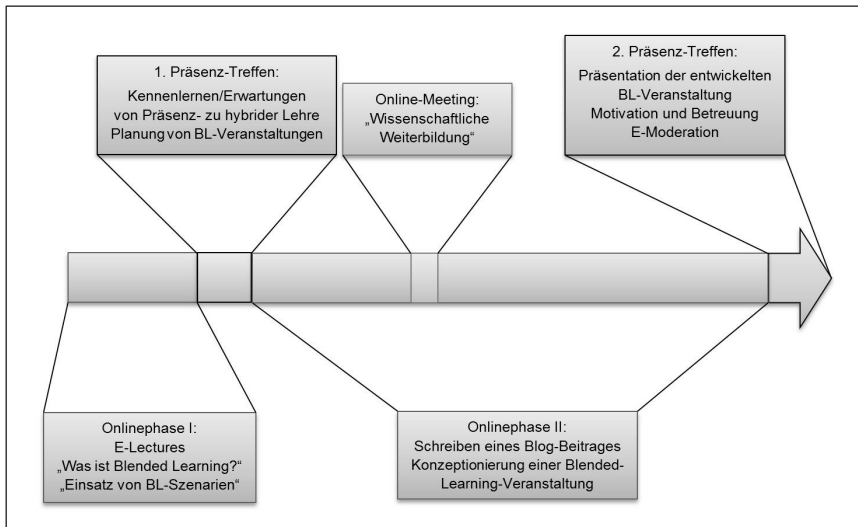 1. Präsenz-Treffen:
Kennenlernen/Erwartungen
von Präsenz- zu hybrider Lehre
Planung von BL-Veranstaltungen
Online-Meeting:
„Wissenschaftliche
Weiterbildung“
2. Präsenz-Treffen:
Präsentation der entwickelten
BL-Veranstaltung
Motivation und Betreuung
E-Moderation
Onlinephase I:
E-Lectures
„Was ist Blended Learning?“
„Einsatz von BL-Szenarien“
Onlinephase II:
Schreiben eines Blog-Beitrages
Konzeptionierung einer Blended-
Learning-Veranstaltung